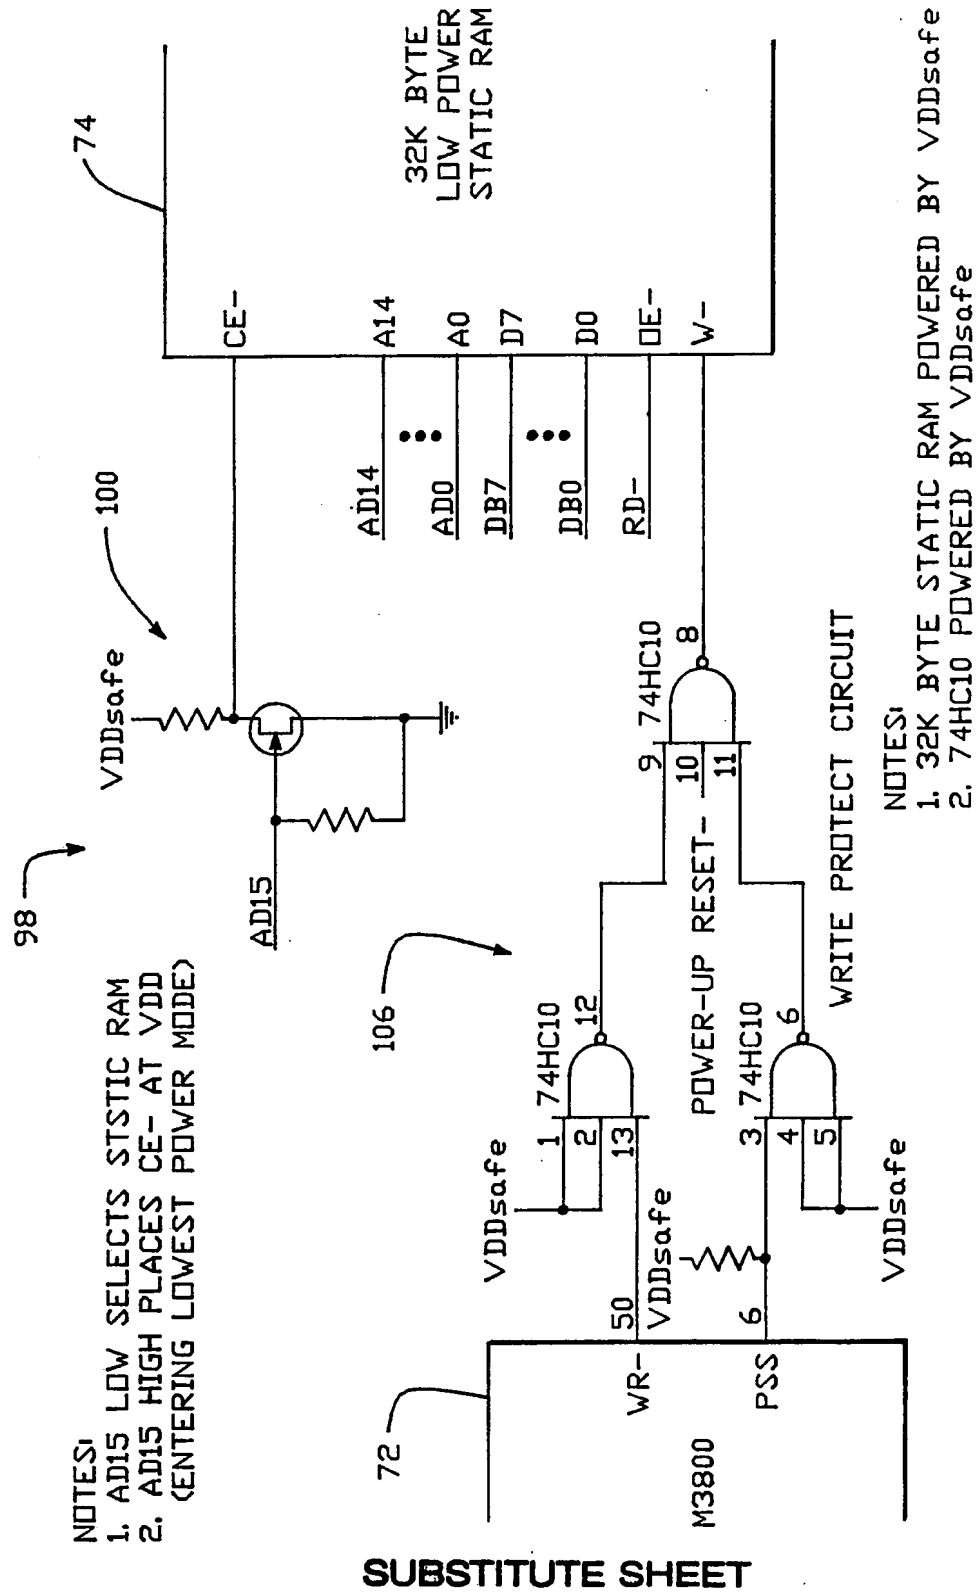 NOTES:
1. AD15 LOW SELECTS STSTIC RAM
2. AD15 HIGH PLACES CE- AT VDD
(ENTERING LOWEST POWER MODE)
98
100
74
VDDsafe
AD15
CE-
32K BYTE
LOW POWER
STATIC RAM
AD14
A14
AD0
A0
DB7
D7
DB0
D0
RD-
OE-
W-
106
72
M3800
WR-
50
PSS
6
VDDsafe
1
2
13
74HC10
12
VDDsafe
3
4
5
74HC10
6
VDDsafe
POWER-UP RESET-
9
10
11
74HC10
8
WRITE PROTECT CIRCUIT
NOTES:
1. 32K BYTE STATIC RAM POWERED BY VDDsafe
2. 74HC10 POWERED BY VDDsafe
SUBSTITUTE SHEET